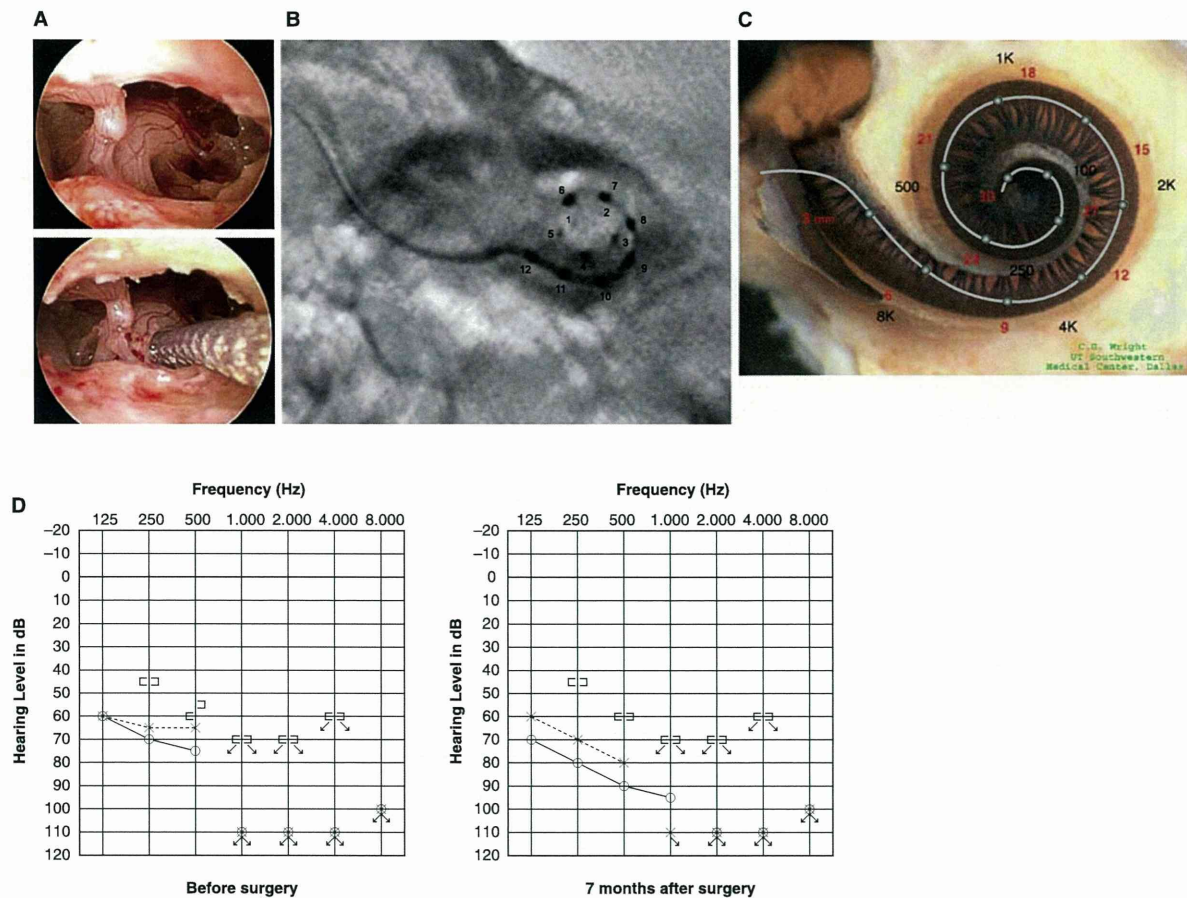 A
B
C
6
7
1
2
8
5
3
4
9
12
11
10
1K
18
21
15
500
100
2K
3 mm
24
250
12
6
8K
9
4K
C.G. Wright
UT Southwestern
Medical Center, Dallas
D
Frequency (Hz)
125 250 500 1.000 2.000 4.000 8.000
Hearing Level in dB
–20
–10
0
10
20
30
40
50
60
70
80
90
100
110
120
Before surgery
Frequency (Hz)
125 250 500 1.000 2.000 4.000 8.000
Hearing Level in dB
–20
–10
0
10
20
30
40
50
60
70
80
90
100
110
120
7 months after surgery